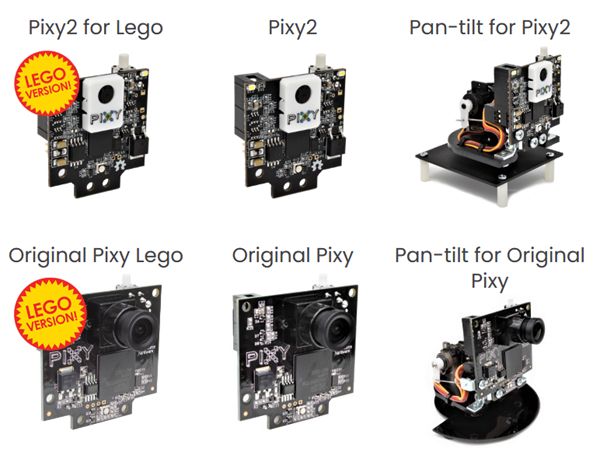 Pixy2 for Lego
Pixy2
Pan-tilt for Pixy2
LEGO
VERSION!
PIXY
PIXY
PIXY
Original Pixy Lego
Original Pixy
Pan-tilt for Original
Pixy
LEGO
VERSION!
PIXY
PIXY